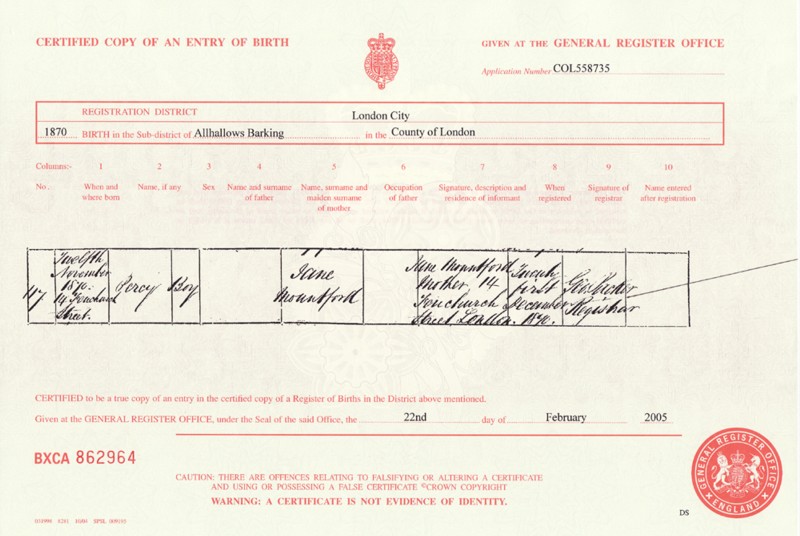 CERTIFIED COPY OF AN ENTRY OF BIRTH
GIVEN AT THE GENERAL REGISTER OFFICE
Application Number COL558735
REGISTRATION DISTRICT London City
1870 BIRTH in the Sub-district of Allhallows Barking in the County of London
Columns:- 1 2 3 4 5 6 7 8 9 10
No. When and where born Name, if any Sex Name and surname of father Name, surname and maiden surname of mother Occupation of father Signature, description and residence of informant When registered Signature of registrar Name entered after registration
47
Twelfth
November
1870
14 Fenchurch
Street.
Percy
Boy
Jane
Mountford
Jane Mountford
Mother, 14
Fenchurch
Street London.
Twenty
first
December
1870.
Registrar
CERTIFIED to be a true copy of an entry in the certified copy of a Register of Births in the District above mentioned.
Given at the GENERAL REGISTER OFFICE, under the Seal of the said Office, the 22nd day of February 2005
BXCA 862964
CAUTION: THERE ARE OFFENCES RELATING TO FALSIFYING OR ALTERING A CERTIFICATE
AND USING OR POSSESSING A FALSE CERTIFICATE ©CROWN COPYRIGHT
WARNING: A CERTIFICATE IS NOT EVIDENCE OF IDENTITY.
GENERAL REGISTER OFFICE
ENGLAND
DS